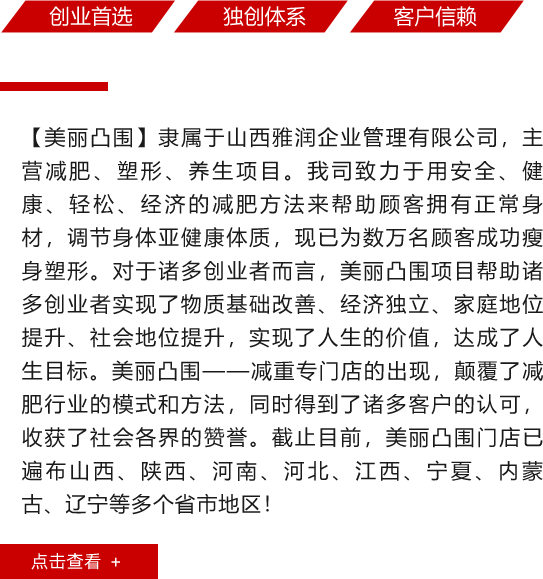 创业首选 独创体系 客户信赖
【美丽凸围】隶属于山西雅润企业管理有限公司，主
营减肥、塑形、养生项目。我司致力于用安全、健
康、轻松、经济的减肥方法来帮助顾客拥有正常身
材，调节身体亚健康体质，现已为数万名顾客成功瘦
身塑形。对于诸多创业者而言，美丽凸围项目帮助诸
多创业者实现了物质基础改善、经济独立、家庭地位
提升、社会地位提升，实现了人生的价值，达成了人
生目标。美丽凸围——减重专门店的出现，颠覆了减
肥行业的模式和方法，同时得到了诸多客户的认可，
收获了社会各界的赞誉。截止目前，美丽凸围门店已
遍布山西、陕西、河南、河北、江西、宁夏、内蒙
古、辽宁等多个省市地区！
点击查看 +